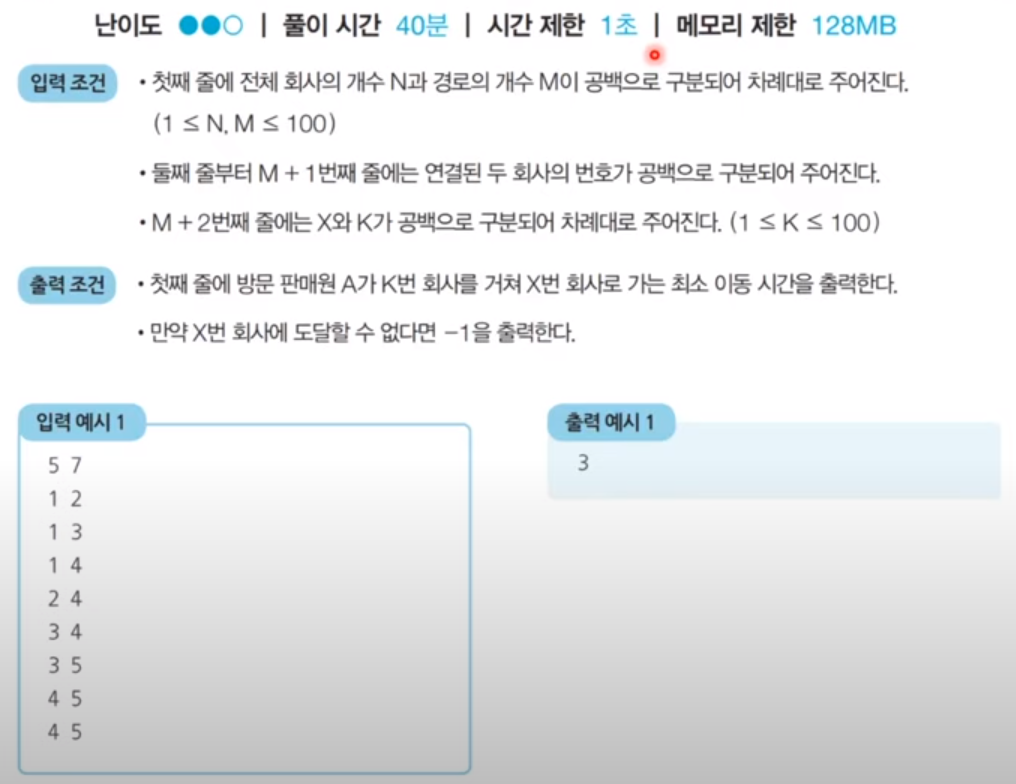 난이도 ●●○ | 풀이 시간 40분 | 시간 제한 1초 | 메모리 제한 128MB
입력 조건 • 첫째 줄에 전체 회사의 개수 N과 경로의 개수 M이 공백으로 구분되어 차례대로 주어진다.
(1 ≤ N, M ≤ 100)
• 둘째 줄부터 M + 1번째 줄에는 연결된 두 회사의 번호가 공백으로 구분되어 주어진다.
• M + 2번째 줄에는 X와 K가 공백으로 구분되어 차례대로 주어진다. (1 ≤ K ≤ 100)
출력 조건 • 첫째 줄에 방문 판매원 A가 K번 회사를 거쳐 X번 회사로 가는 최소 이동 시간을 출력한다.
• 만약 X번 회사에 도달할 수 없다면 -1을 출력한다.
입력 예시 1
5 7
1 2
1 3
1 4
2 4
3 4
3 5
4 5
4 5
출력 예시 1
3